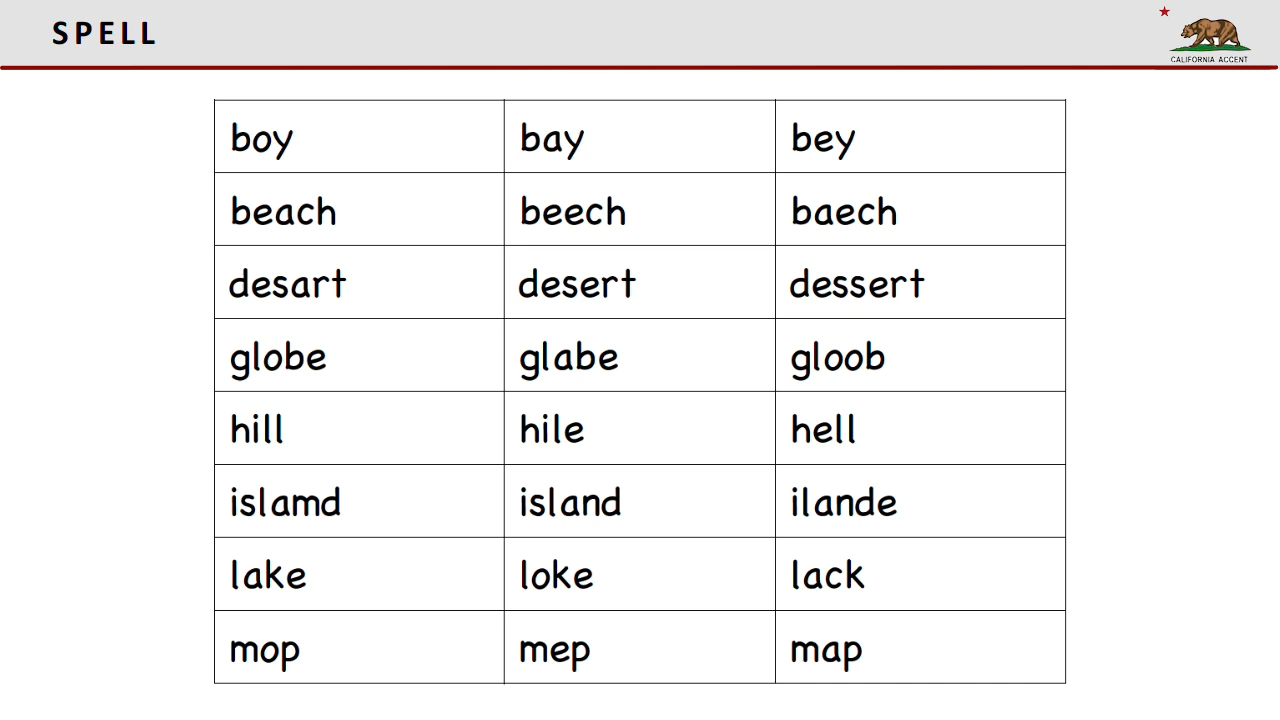 SPELL
CALIFORNIA ACCENT
boy bay bey
beach beech baech
desart desert dessert
globe glabe gloob
hill hile hell
islamd island ilande
lake loke lack
mop mep map